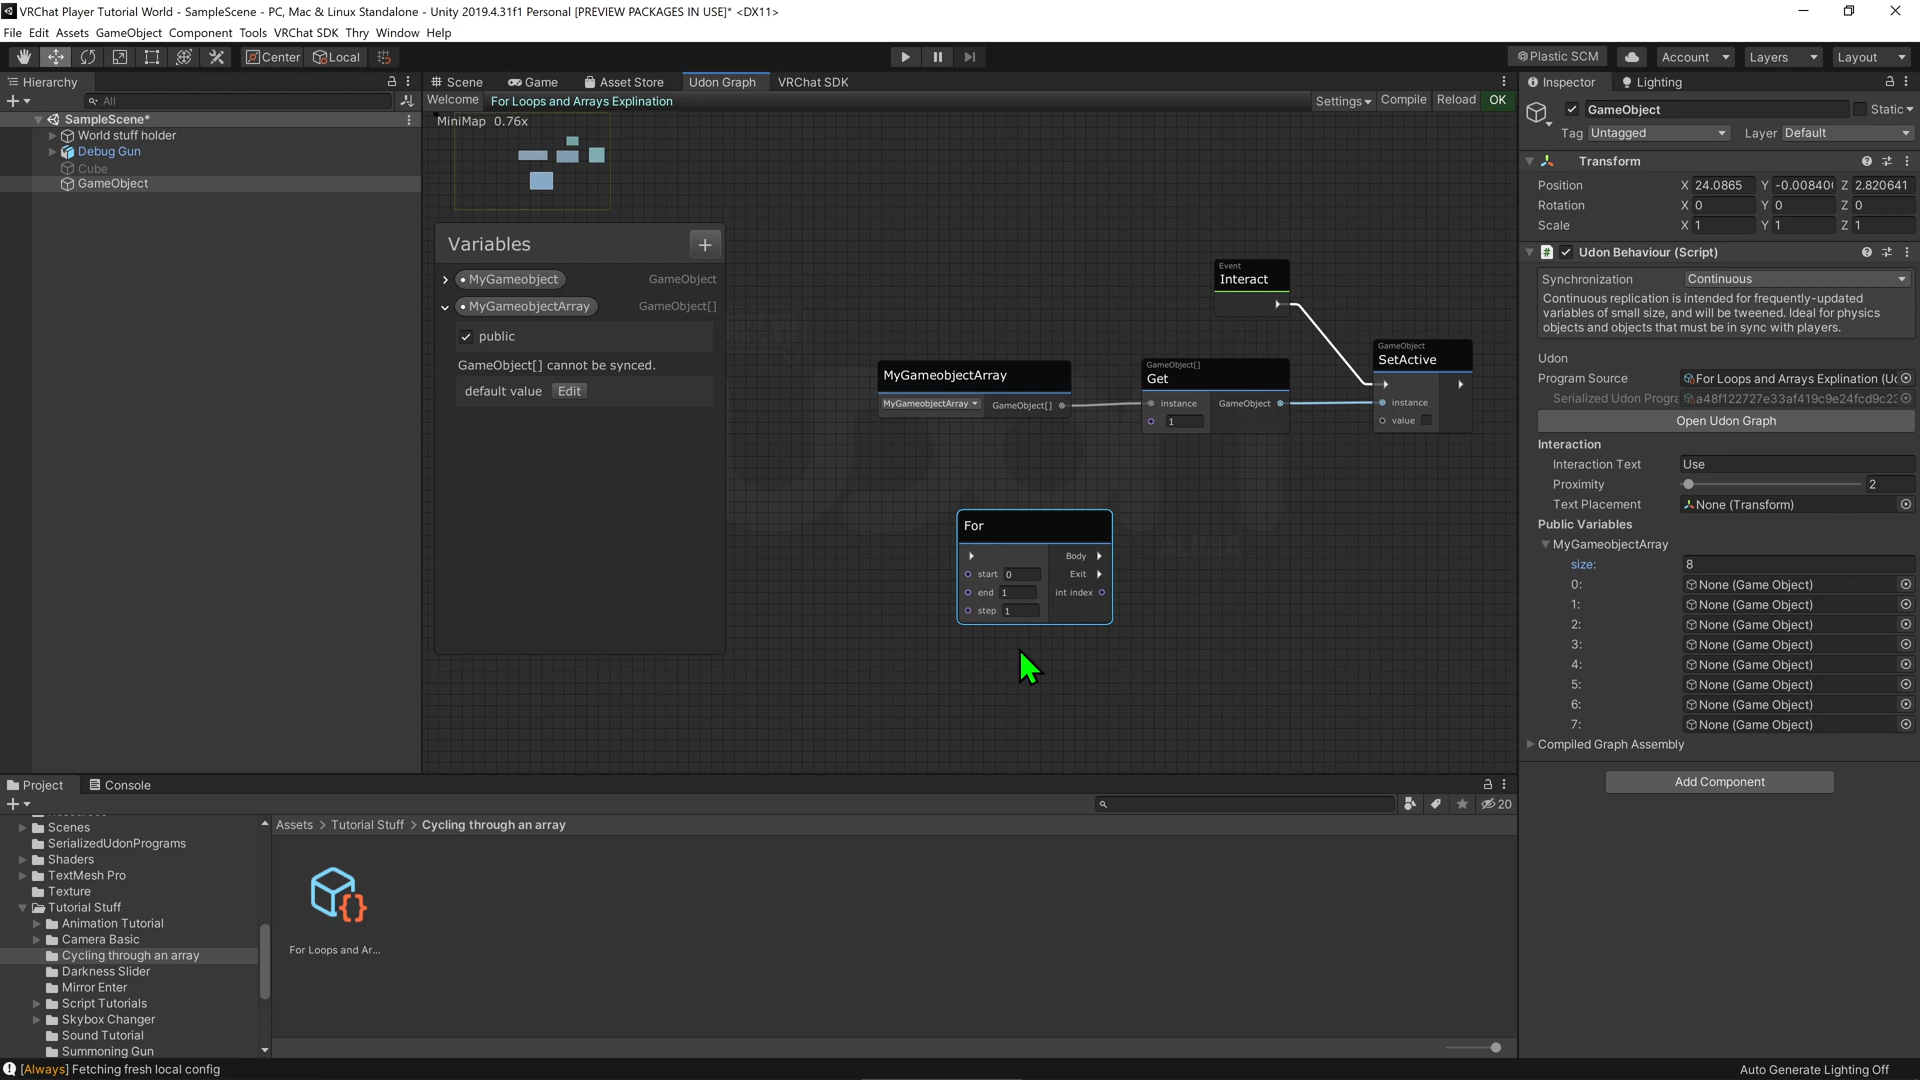 VRChat Player Tutorial World - SampleScene - PC, Mac & Linux Standalone - Unity 2019.4.31f1 Personal [PREVIEW PACKAGES IN USE]* <DX11>
File Edit Assets GameObject Component Tools VRChat SDK Thry Window Help
Center Local Plastic SCM Account Layers Layout
Hierarchy
All
SampleScene*
World stuff holder
Debug Gun
Cube
GameObject
Scene Game Asset Store Udon Graph VRChat SDK
Welcome For Loops and Arrays Explination Settings Compile Reload OK
MiniMap 0.76x
Variables +
MyGameobject GameObject
MyGameobjectArray GameObject[]
public
GameObject[] cannot be synced.
default value Edit
Event
Interact
MyGameobjectArray
MyGameobjectArray GameObject[]
GameObject[]
Get
instance GameObject
1
GameObject
SetActive
instance
value
For
Body
start 0 Exit
end 1 int index
step 1
Inspector Lighting
GameObject Static
Tag Untagged Layer Default
Transform
Position X 24.0865 Y -0.00840 Z 2.820641
Rotation X 0 Y 0 Z 0
Scale X 1 Y 1 Z 1
Udon Behaviour (Script)
Synchronization Continuous
Continuous replication is intended for frequently-updated
variables of small size, and will be tweened. Ideal for physics
objects and objects that must be in sync with players.
Udon
Program Source For Loops and Arrays Explination (Uc
Serialized Udon Progra a48f122727e33af419c9e24fcd9c23
Open Udon Graph
Interaction
Interaction Text Use
Proximity 2
Text Placement None (Transform)
Public Variables
MyGameobjectArray
size: 8
0: None (Game Object)
1: None (Game Object)
2: None (Game Object)
3: None (Game Object)
4: None (Game Object)
5: None (Game Object)
6: None (Game Object)
7: None (Game Object)
Compiled Graph Assembly
Add Component
Project Console
20
Scenes
SerializedUdonPrograms
Shaders
TextMesh Pro
Texture
Tutorial Stuff
Animation Tutorial
Camera Basic
Cycling through an array
Darkness Slider
Mirror Enter
Script Tutorials
Skybox Changer
Sound Tutorial
Summoning Gun
Assets > Tutorial Stuff > Cycling through an array
For Loops and Ar...
[Always] Fetching fresh local config
Auto Generate Lighting Off